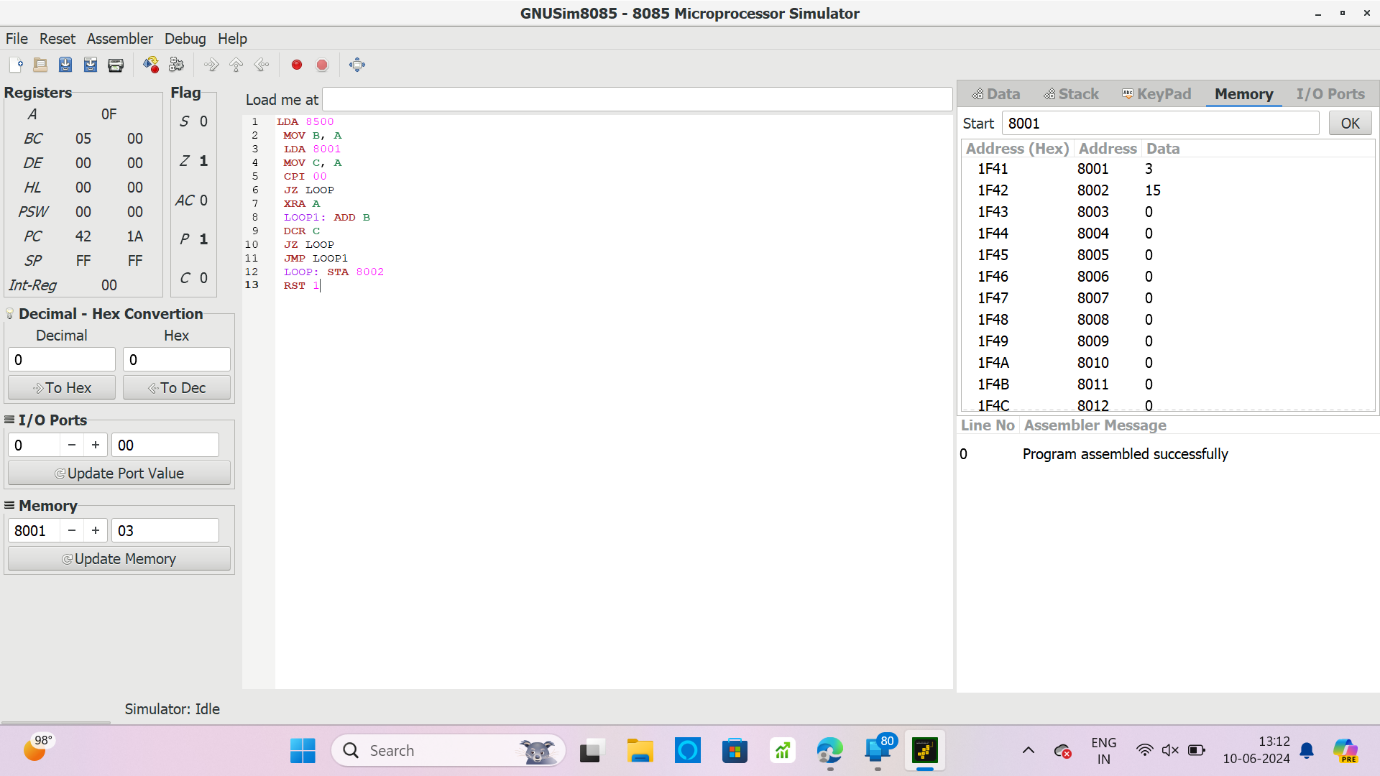 GNUSim8085 - 8085 Microprocessor Simulator
File Reset Assembler Debug Help
Registers
A 0F
BC 05 00
DE 00 00
HL 00 00
PSW 00 00
PC 42 1A
SP FF FF
Int-Reg 00
Flag
S 0
Z 1
AC 0
P 1
C 0
Decimal - Hex Convertion
Decimal Hex
0 0
To Hex To Dec
I/O Ports
0 - + 00
Update Port Value
Memory
8001 - + 03
Update Memory
Load me at
1 LDA 8500
2 MOV B, A
3 LDA 8001
4 MOV C, A
5 CPI 00
6 JZ LOOP
7 XRA A
8 LOOP1: ADD B
9 DCR C
10 JZ LOOP
11 JMP LOOP1
12 LOOP: STA 8002
13 RST 1
Data Stack KeyPad Memory I/O Ports
Start 8001 OK
Address (Hex) Address Data
1F41 8001 3
1F42 8002 15
1F43 8003 0
1F44 8004 0
1F45 8005 0
1F46 8006 0
1F47 8007 0
1F48 8008 0
1F49 8009 0
1F4A 8010 0
1F4B 8011 0
1F4C 8012 0
Line No Assembler Message
0 Program assembled successfully
Simulator: Idle
98°
Search
80
ENG
IN
13:12
10-06-2024
PRE